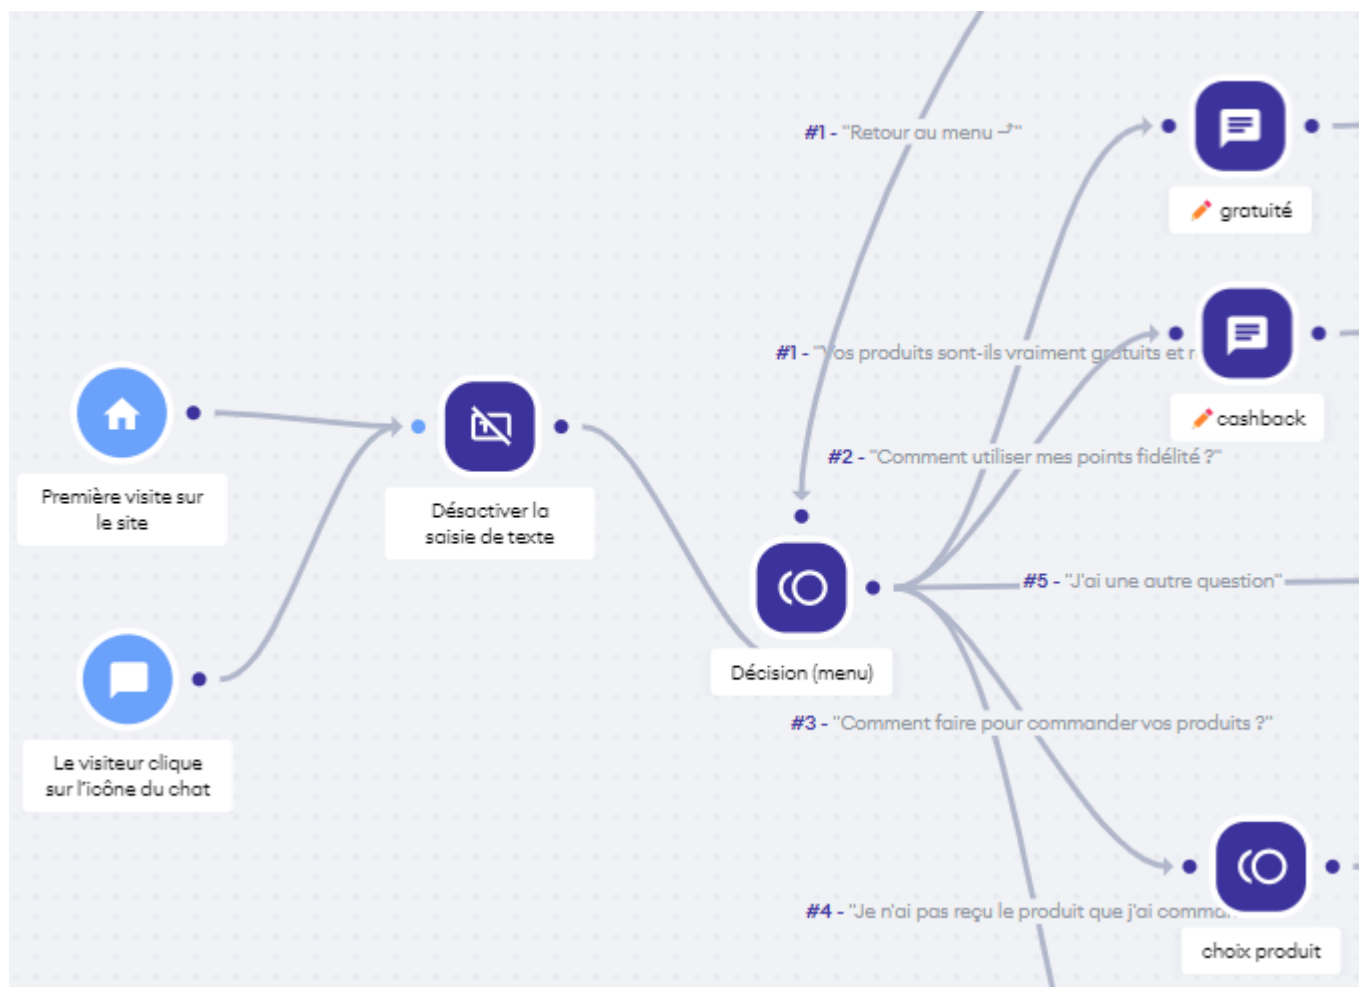 #1 - "Retour au menu ⮥"
gratuité
#1 - "Vos produits sont-ils vraiment gratuits et
cashback
#2 - "Comment utiliser mes points fidélité ?"
Première visite sur
le site
Désactiver la
saisie de texte
#5 - "J'ai une autre question"
Décision (menu)
#3 - "Comment faire pour commander vos produits ?"
Le visiteur clique
sur l'icône du chat
#4 - "Je n'ai pas reçu le produit que j'ai
choix produit